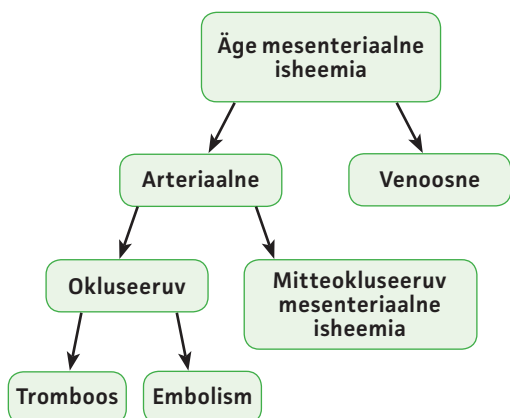 Äge mesenteriaalne
isheemia
Arteriaalne
Venoosne
Okluseeruv
Mitteokluseeruv
mesenteriaalne
isheemia
Tromboos
Embolism